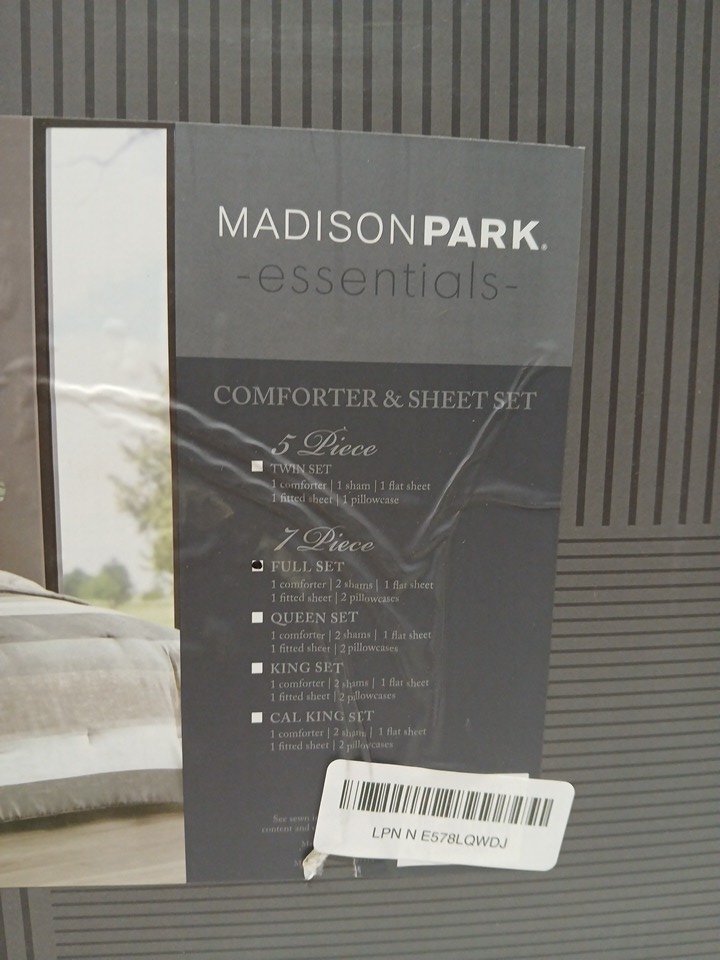 MADISONPARK®
-essentials-
COMFORTER & SHEET SET
5 Piece
TWIN SET
1 comforter | 1 sham | 1 flat sheet
1 fitted sheet | 1 pillowcase
7 Piece
FULL SET
1 comforter | 2 shams | 1 flat sheet
1 fitted sheet | 2 pillowcases
QUEEN SET
1 comforter | 2 shams | 1 flat sheet
1 fitted sheet | 2 pillowcases
KING SET
1 comforter | 2 shams | 1 flat sheet
1 fitted sheet | 2 pillowcases
CAL KING SET
1 comforter | 2 shams | 1 flat sheet
1 fitted sheet | 2 pillowcases
See sewn
content and
LPN N E578LQWDJ